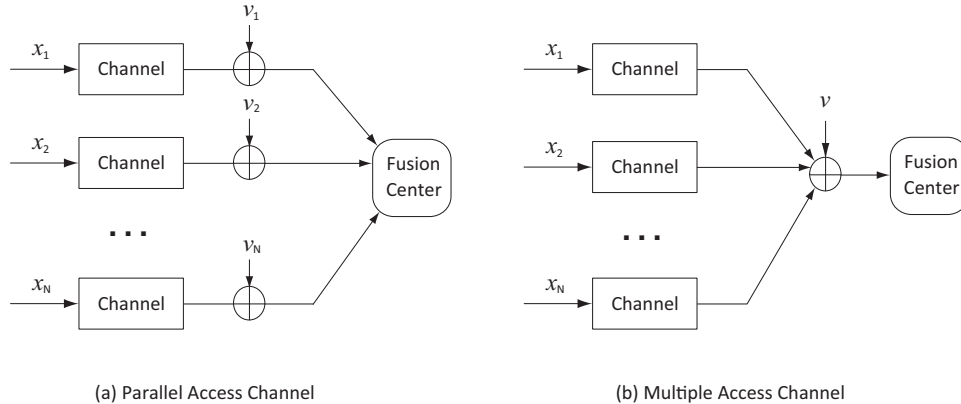 v₁
x₁
Channel
v₂
x₂
Channel
Fusion
Center
...
v_N
x_N
Channel
(a) Parallel Access Channel
x₁
Channel
v
x₂
Channel
Fusion
Center
...
x_N
Channel
(b) Multiple Access Channel